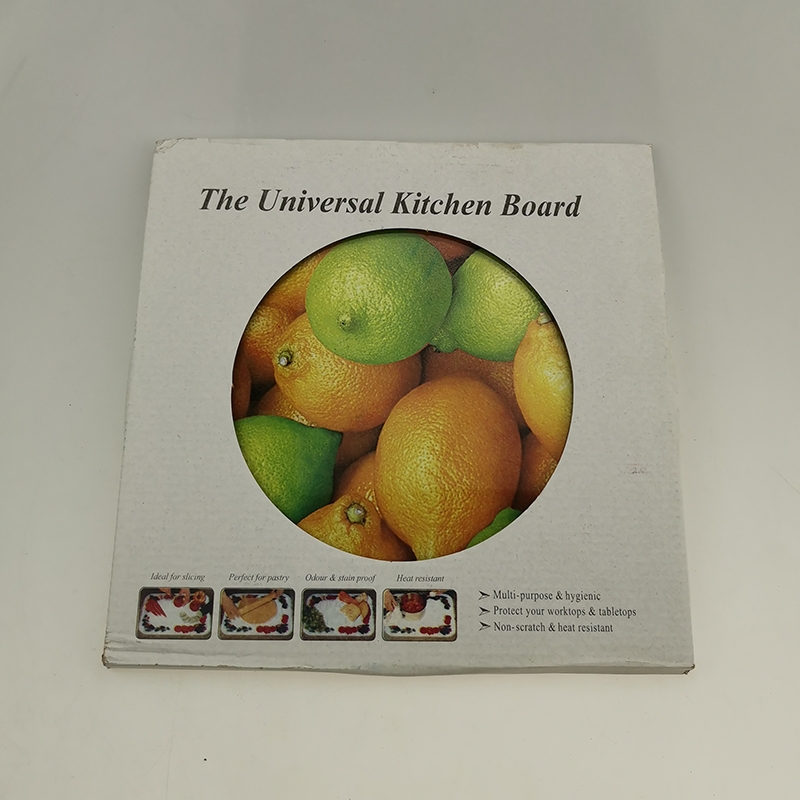 The Universal Kitchen Board
Ideal for slicing
Perfect for pastry
Odour & stain proof
Heat resistant
Multi-purpose & hygienic
Protect your worktops & tabletops
Non-scratch & heat resistant